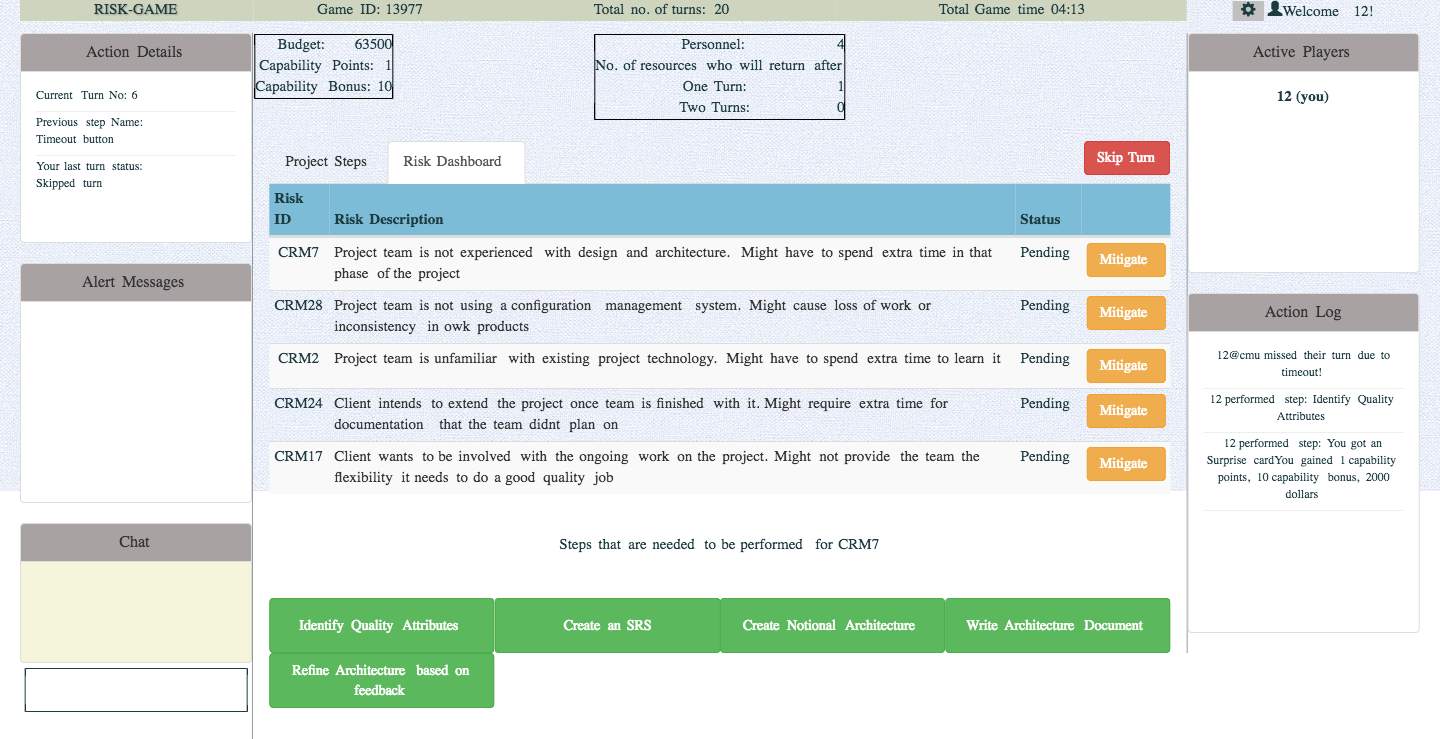 RISK-GAME
Game ID: 13977
Total no. of turns: 20
Total Game time 04:13
Welcome 12!
Action Details
Current Turn No: 6
Previous step Name:
Timeout button
Your last turn status:
Skipped turn
Alert Messages
Chat
Budget: 63500
Capability Points: 1
Capability Bonus: 10
Personnel: 4
No. of resources who will return after
One Turn: 1
Two Turns: 0
Project Steps
Risk Dashboard
Skip Turn
Risk
ID
Risk Description
Status
CRM7
Project team is not experienced with design and architecture. Might have to spend extra time in that
phase of the project
Pending
Mitigate
CRM28
Project team is not using a configuration management system. Might cause loss of work or
inconsistency in owk products
Pending
Mitigate
CRM2
Project team is unfamiliar with existing project technology. Might have to spend extra time to learn it
Pending
Mitigate
CRM24
Client intends to extend the project once team is finished with it. Might require extra time for
documentation that the team didnt plan on
Pending
Mitigate
CRM17
Client wants to be involved with the ongoing work on the project. Might not provide the team the
flexibility it needs to do a good quality job
Pending
Mitigate
Steps that are needed to be performed for CRM7
Identify Quality Attributes
Create an SRS
Create Notional Architecture
Write Architecture Document
Refine Architecture based on
feedback
Active Players
12 (you)
Action Log
12@cmu missed their turn due to
timeout!
12 performed step: Identify Quality
Attributes
12 performed step: You got an
Surprise cardYou gained 1 capability
points, 10 capability bonus, 2000
dollars